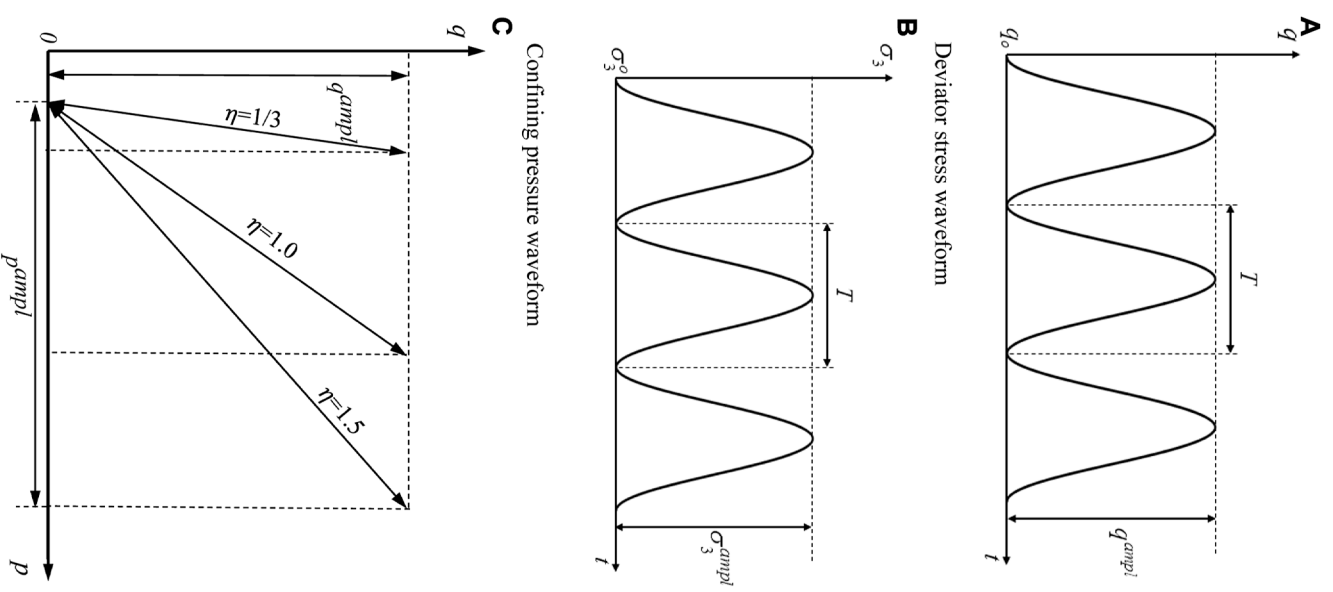 A
q
q₀
T
q^ampl
t
Deviator stress waveform
B
σ₃
σ₃°
T
σ₃^ampl
t
Confining pressure waveform
C
q
0
q^ampl
η=1/3
η=1.0
η=1.5
p^ampl
p